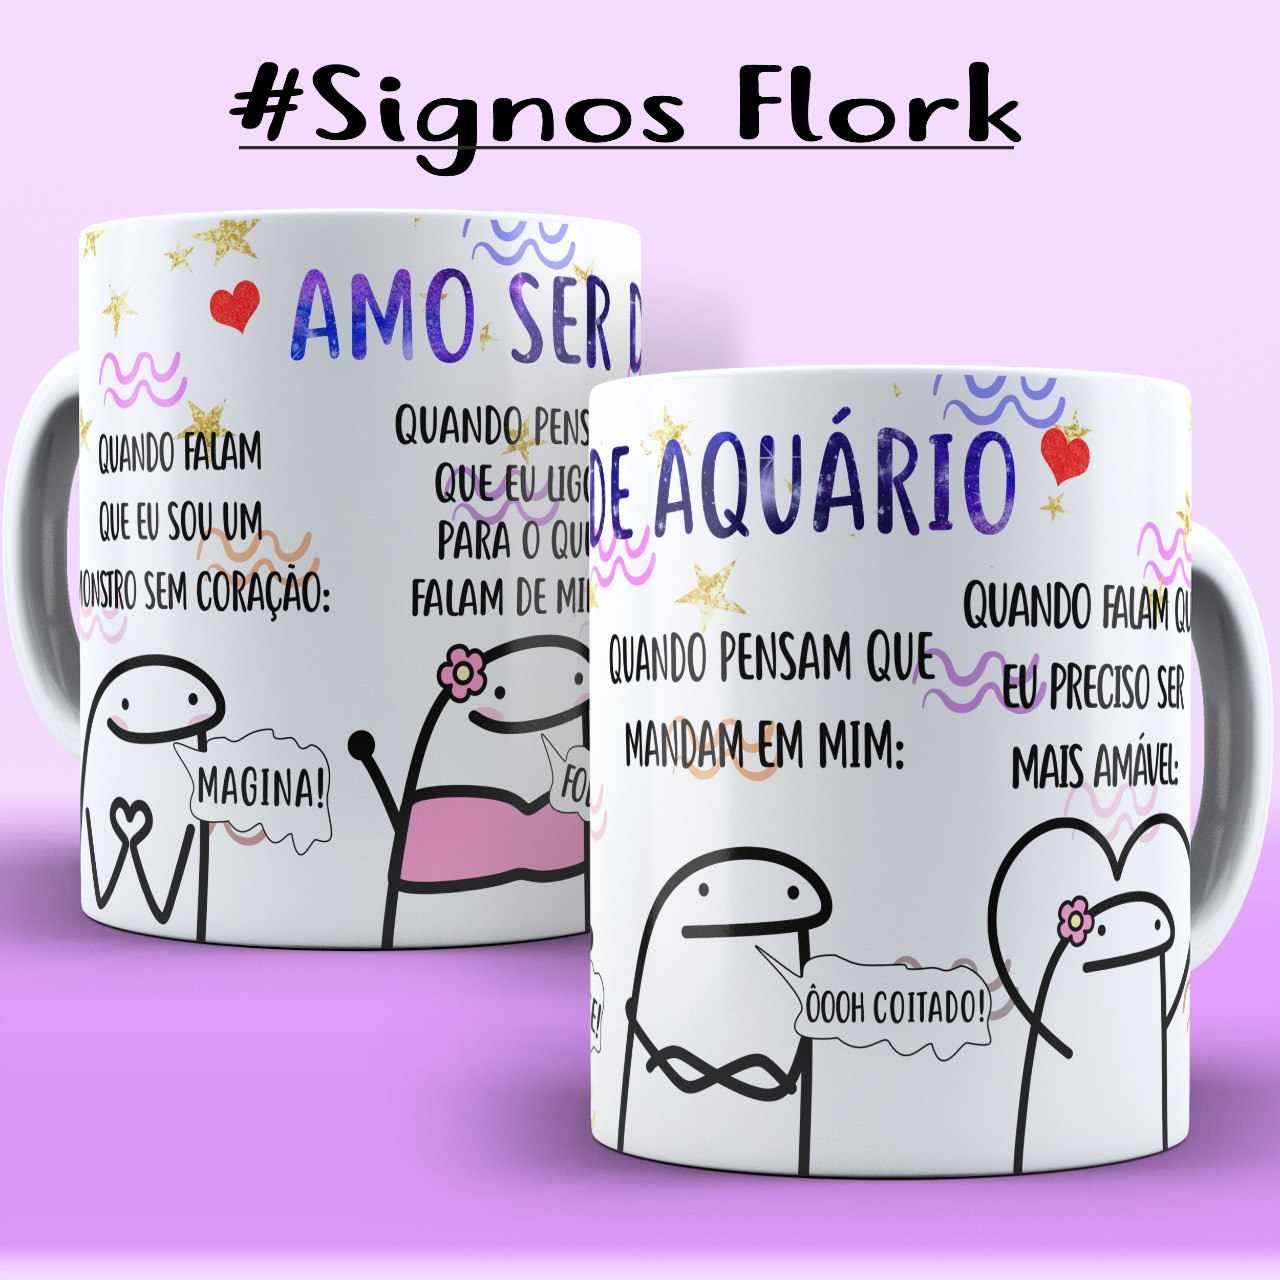 #Signos Flork
AMO SER D
QUANDO FALAM
QUE EU SOU UM
MONSTRO SEM CORAÇÃO:
MAGINA!
QUANDO PENS
QUE EU LIGO
PARA O QU
FALAM DE MI
FO
DE AQUÁRIO
QUANDO PENSAM QUE
MANDAM EM MIM:
ÔOOH COITADO!
QUANDO FALAM QU
EU PRECISO SER
MAIS AMÁVEL:
E!